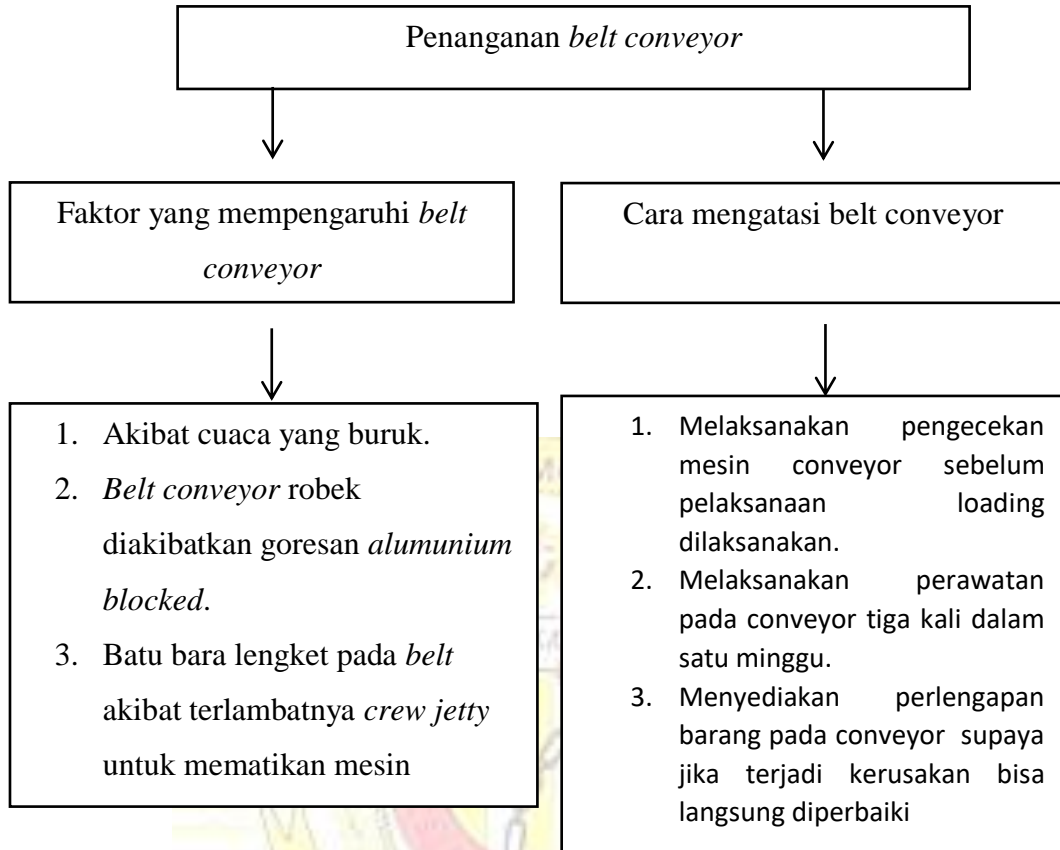 Penanganan belt conveyor
Faktor yang mempengaruhi belt
conveyor
Cara mengatasi belt conveyor
1. Akibat cuaca yang buruk.
2. Belt conveyor robek
diakibatkan goresan alumunium
blocked.
3. Batu bara lengket pada belt
akibat terlambatnya crew jetty
untuk mematikan mesin
1. Melaksanakan pengecekan
mesin conveyor sebelum
pelaksanaan loading
dilaksanakan.
2. Melaksanakan perawatan
pada conveyor tiga kali dalam
satu minggu.
3. Menyediakan perlengapan
barang pada conveyor supaya
jika terjadi kerusakan bisa
langsung diperbaiki